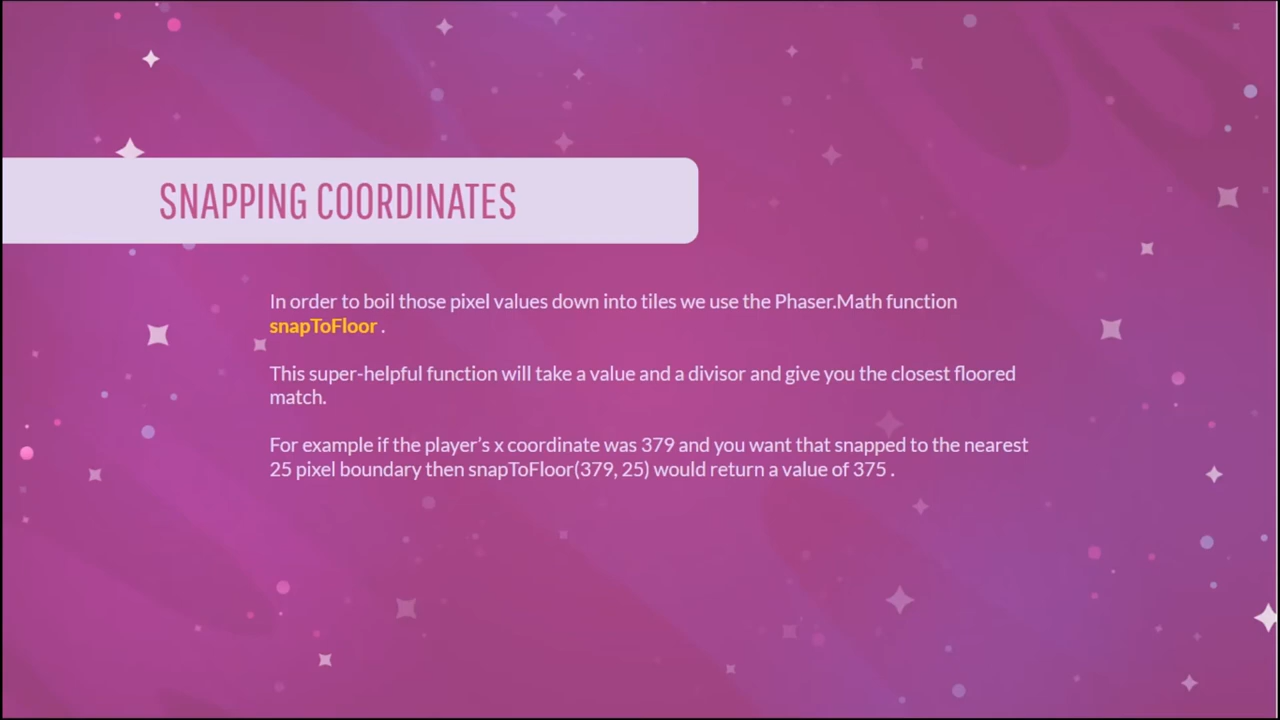 SNAPPING COORDINATES
In order to boil those pixel values down into tiles we use the Phaser.Math function
snapToFloor .
This super-helpful function will take a value and a divisor and give you the closest floored
match.
For example if the player’s x coordinate was 379 and you want that snapped to the nearest
25 pixel boundary then snapToFloor(379, 25) would return a value of 375 .